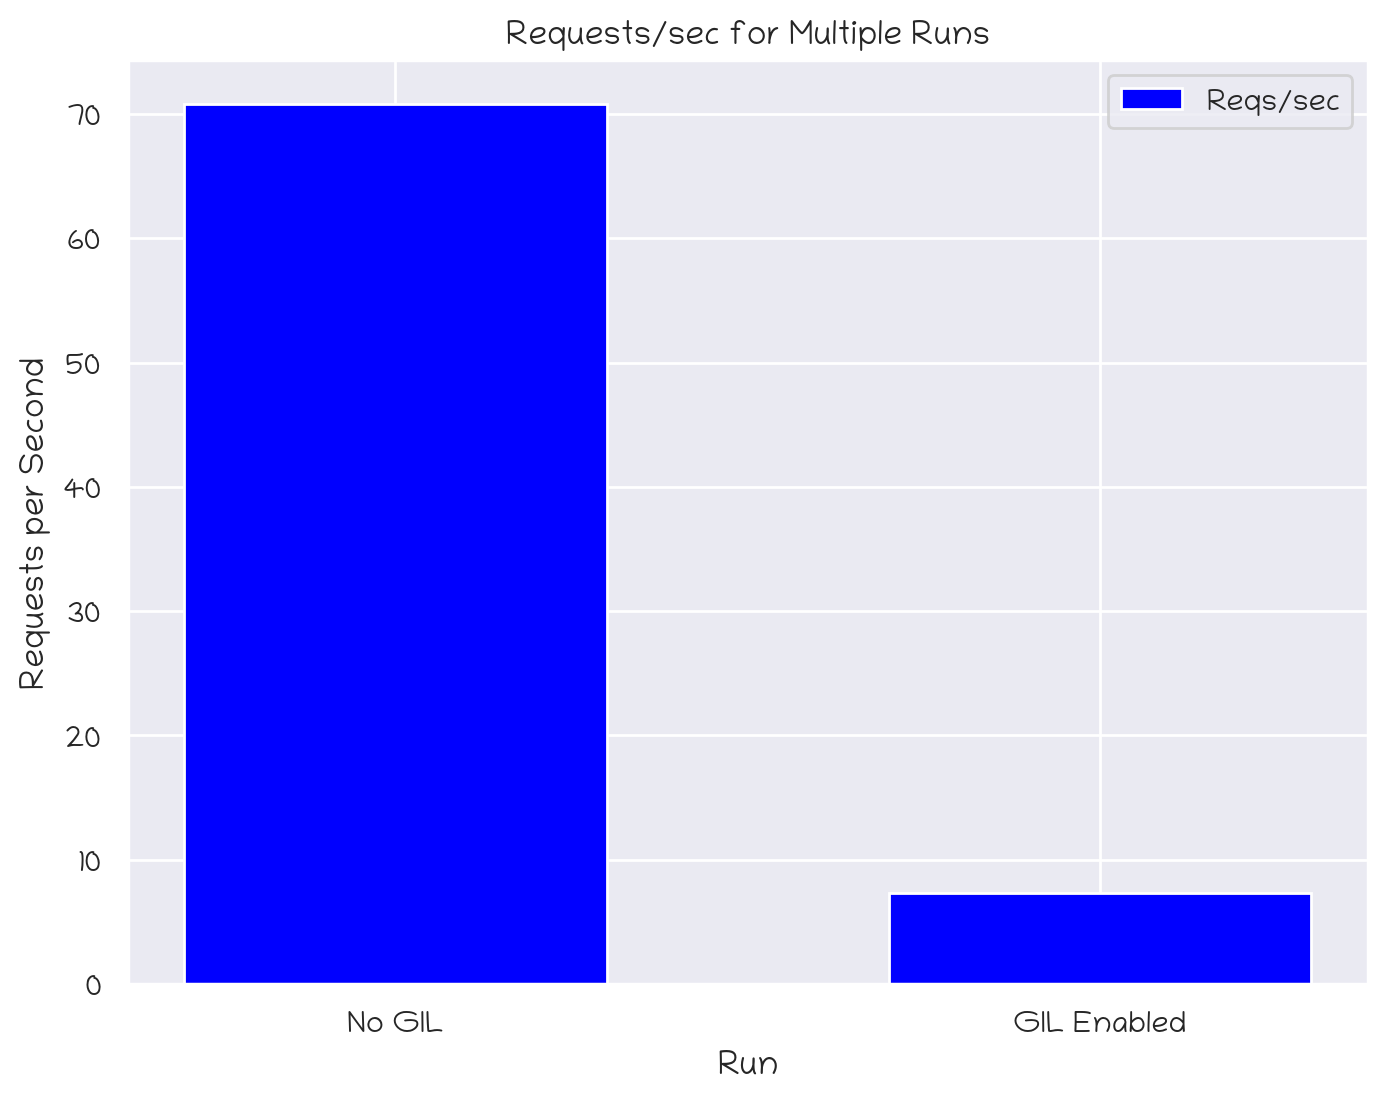 Requests/sec for Multiple Runs
Reqs/sec
Requests per Second
70
60
50
40
30
20
10
0
No GIL
GIL Enabled
Run